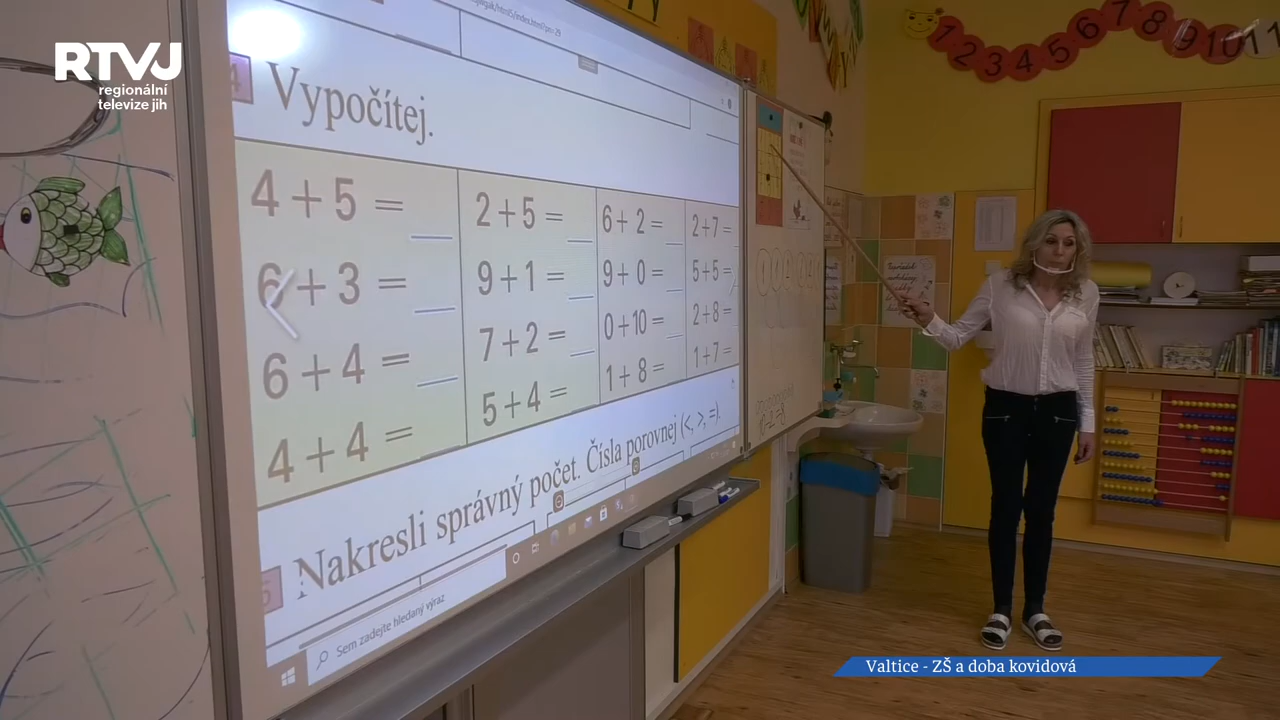 RTVJ
regionální
televize jih
Vypočítej.
4 + 5 =
6 + 3 =
6 + 4 =
4 + 4 =
2 + 5 =
9 + 1 =
7 + 2 =
5 + 4 =
6 + 2 =
9 + 0 =
0 + 10 =
1 + 8 =
2 + 7 =
5 + 5 =
2 + 8 =
1 + 7 =
Nakresli správný počet. Čísla porovnej (<, >, =).
Sem zadejte hledaný výraz
1 2 3 4 5 6 7 8 9 10 11
Valtice - ZŠ a doba kovidová